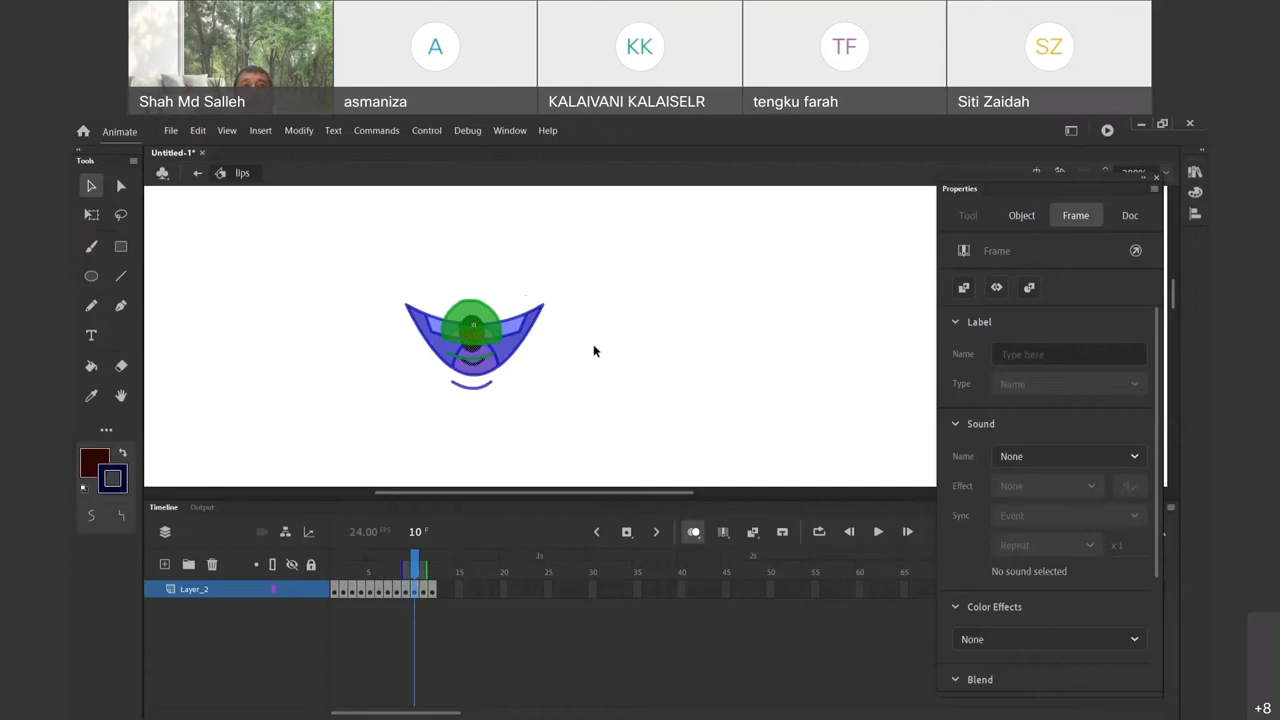 A
KK
TF
SZ
Shah Md Salleh
asmaniza
KALAIVANI KALAISELR
tengku farah
Siti Zaidah
Animate
File Edit View Insert Modify Text Commands Control Debug Window Help
Tools
Untitled-1* ×
lips
Properties
Tool Object Frame Doc
Frame
Label
Name Type here
Type Name
Sound
Name None
Effect None
Sync Event
Repeat x 1
No sound selected
Color Effects
None
Blend
Timeline Output
24.00 FPS 10 F
1s 2s
5 15 20 25 30 35 40 45 50 55 60 65
Layer_2
+8